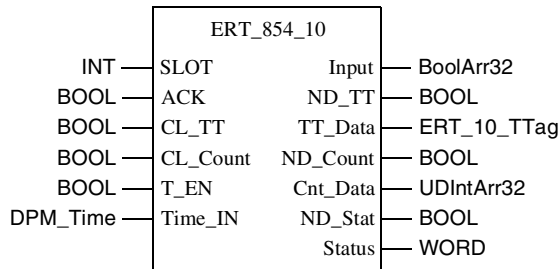 ERT_854_10
INT SLOT Input BoolArr32
BOOL ACK ND_TT BOOL
BOOL CL_TT TT_Data ERT_10_TTag
BOOL CL_Count ND_Count BOOL
BOOL T_EN Cnt_Data UDIntArr32
DPM_Time Time_IN ND_Stat BOOL
Status WORD